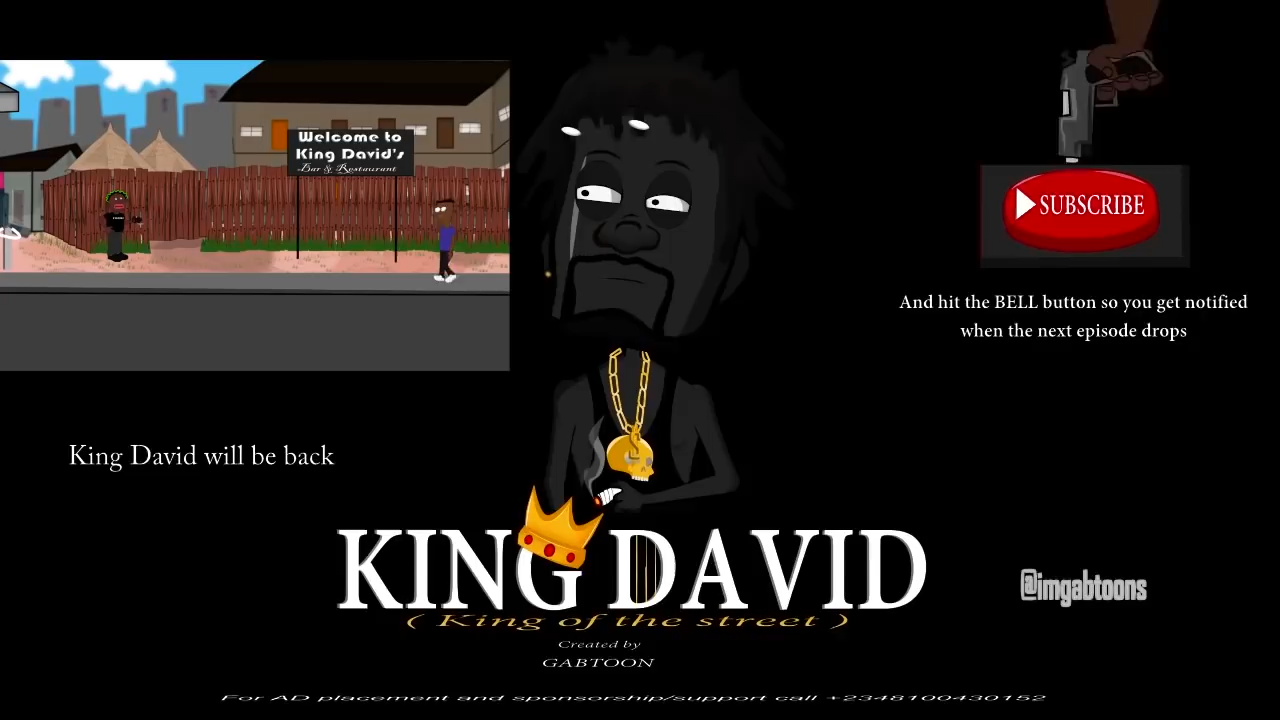 Welcome to
King David's
Bar & Restaurant
SUBSCRIBE
And hit the BELL button so you get notified
when the next episode drops
King David will be back
KING DAVID
( King of the street )
@imgabtoons
Created by
GABTOON
For AD placement and sponsorship/support call +2348100430152